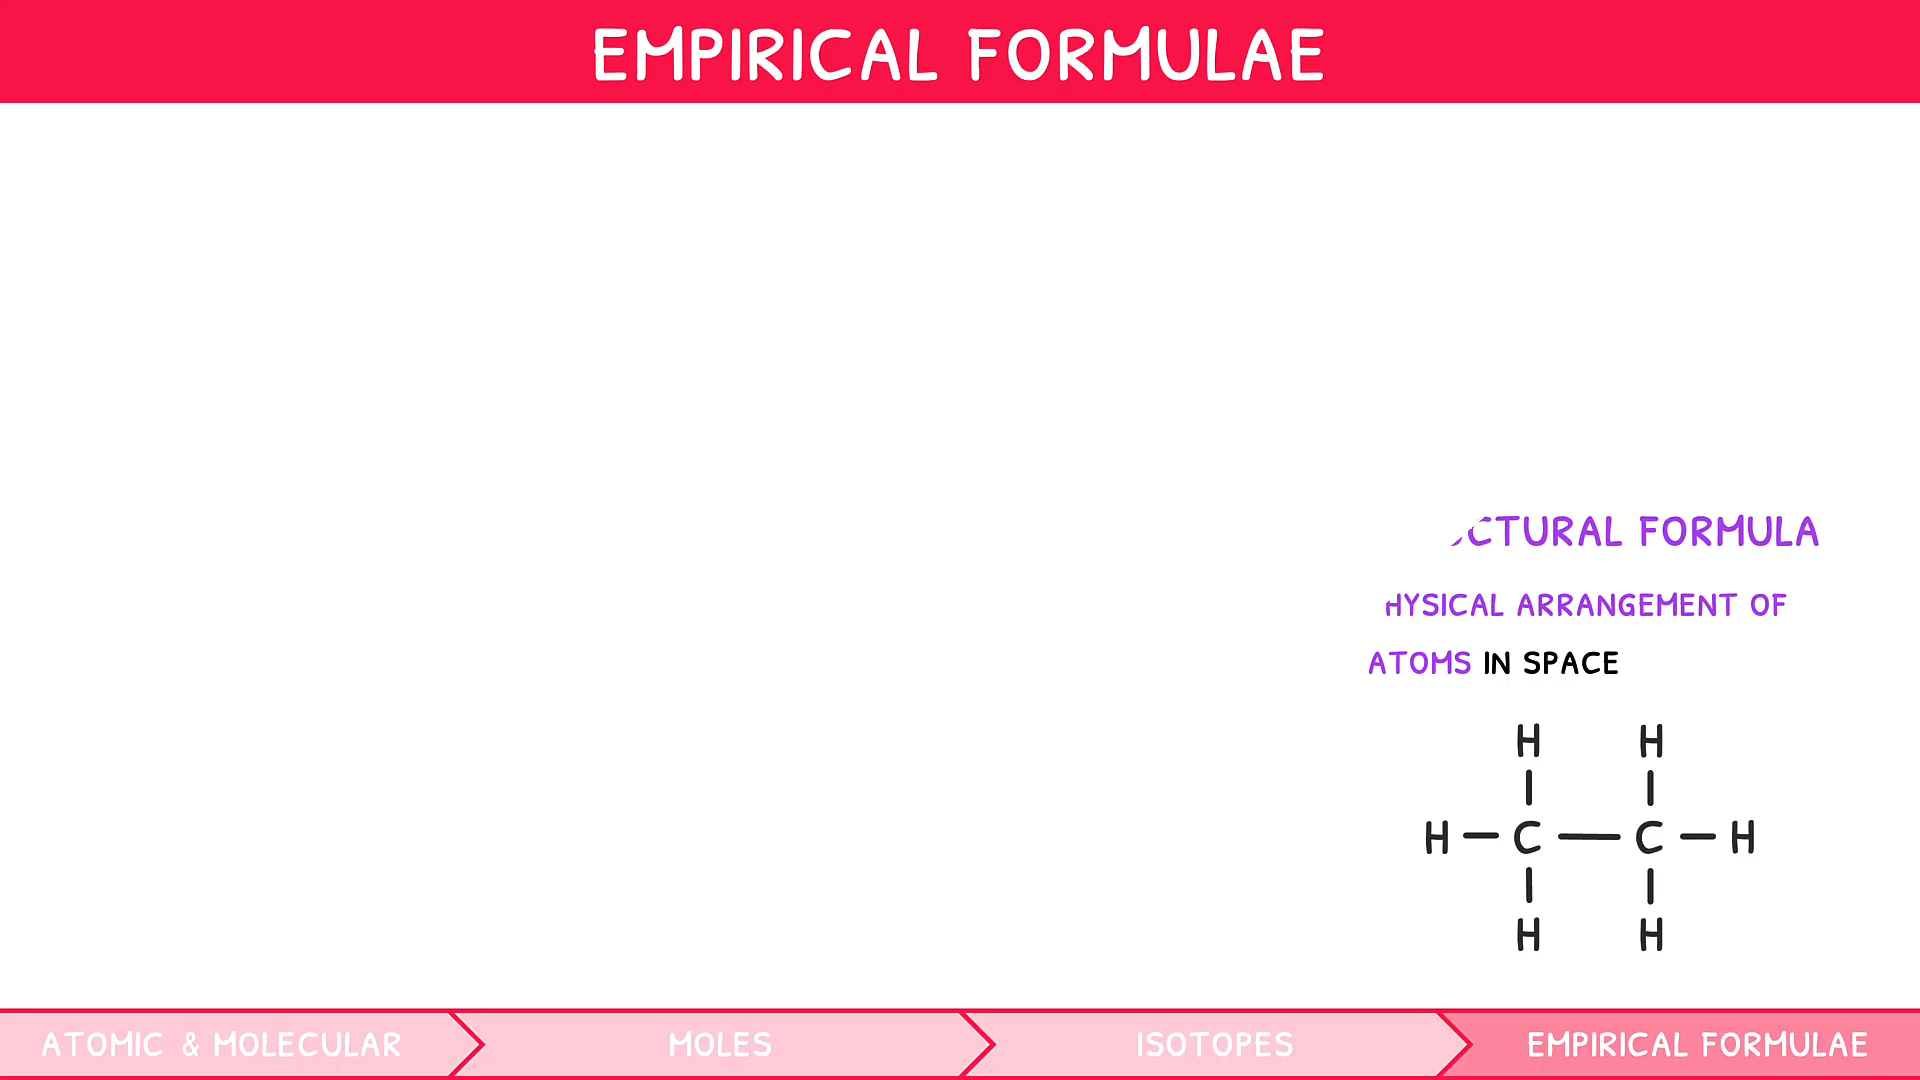 EMPIRICAL FORMULAE
CTURAL FORMULA
HYSICAL ARRANGEMENT OF
ATOMS IN SPACE
H H
H C C H
H H
ATOMIC & MOLECULAR
MOLES
ISOTOPES
EMPIRICAL FORMULAE